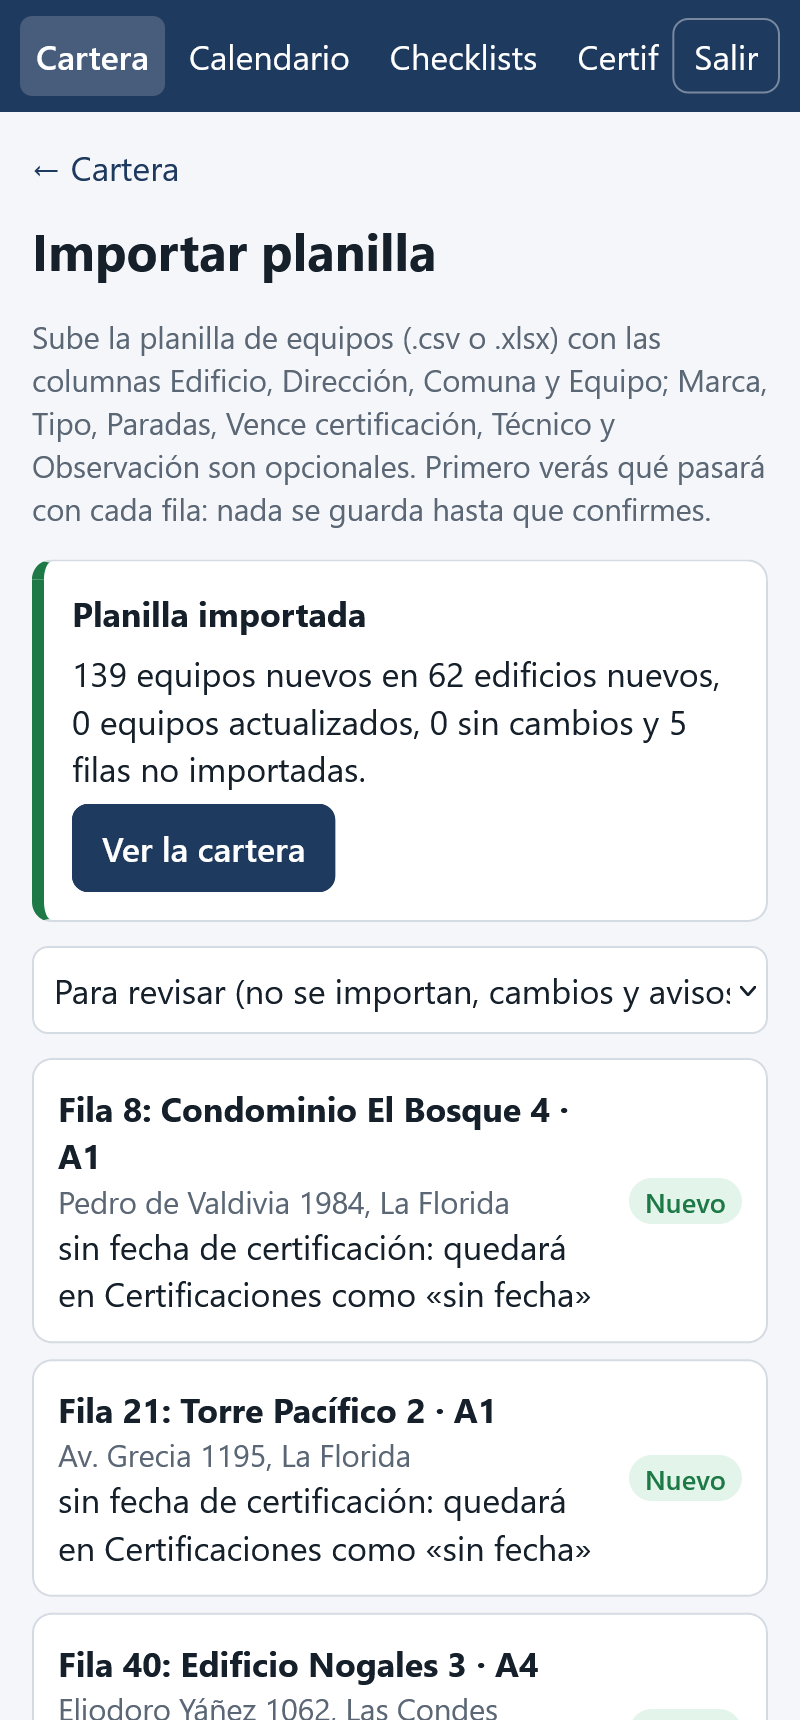 Cartera Calendario Checklists Certif Salir
← Cartera
Importar planilla
Sube la planilla de equipos (.csv o .xlsx) con las
columnas Edificio, Dirección, Comuna y Equipo; Marca,
Tipo, Paradas, Vence certificación, Técnico y
Observación son opcionales. Primero verás qué pasará
con cada fila: nada se guarda hasta que confirmes.
Planilla importada
139 equipos nuevos en 62 edificios nuevos,
0 equipos actualizados, 0 sin cambios y 5
filas no importadas.
Ver la cartera
Para revisar (no se importan, cambios y avisos
Fila 8: Condominio El Bosque 4 ·
A1
Pedro de Valdivia 1984, La Florida
Nuevo
sin fecha de certificación: quedará
en Certificaciones como «sin fecha»
Fila 21: Torre Pacífico 2 · A1
Av. Grecia 1195, La Florida
Nuevo
sin fecha de certificación: quedará
en Certificaciones como «sin fecha»
Fila 40: Edificio Nogales 3 · A4
Eliodoro Yáñez 1062, Las Condes